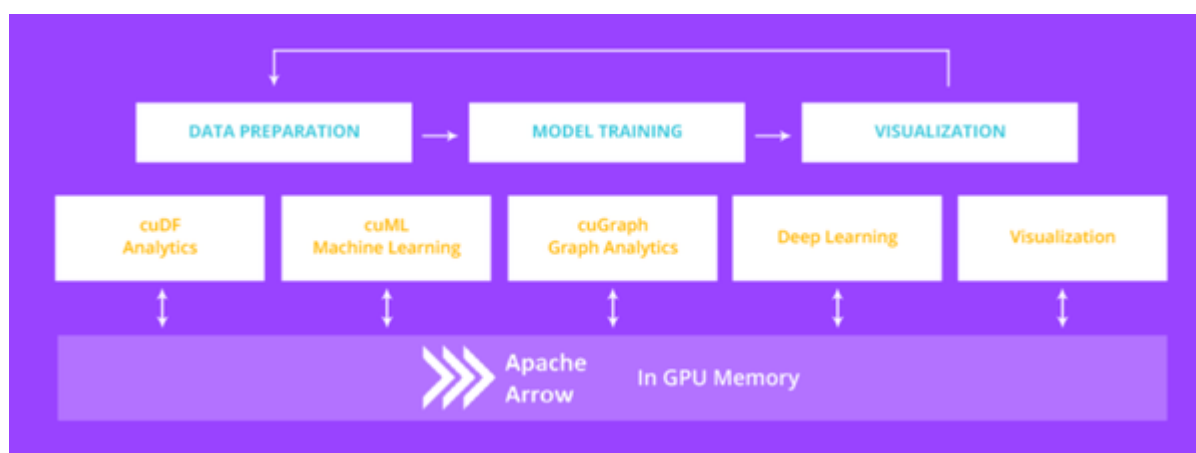 DATA PREPARATION
MODEL TRAINING
VISUALIZATION
cuDF
Analytics
cuML
Machine Learning
cuGraph
Graph Analytics
Deep Learning
Visualization
Apache
Arrow
In GPU Memory